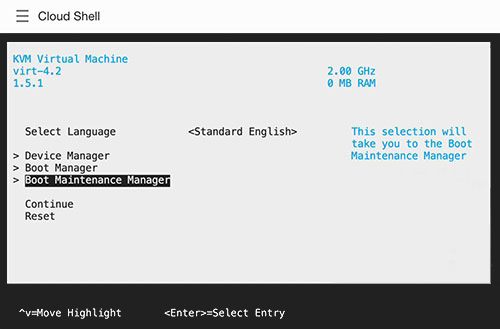 Cloud Shell
KVM Virtual Machine
virt-4.2 2.00 GHz
1.5.1 0 MB RAM
Select Language <Standard English> This selection will
take you to the Boot
> Device Manager Maintenance Manager
> Boot Manager
> Boot Maintenance Manager
Continue
Reset
^v=Move Highlight <Enter>=Select Entry